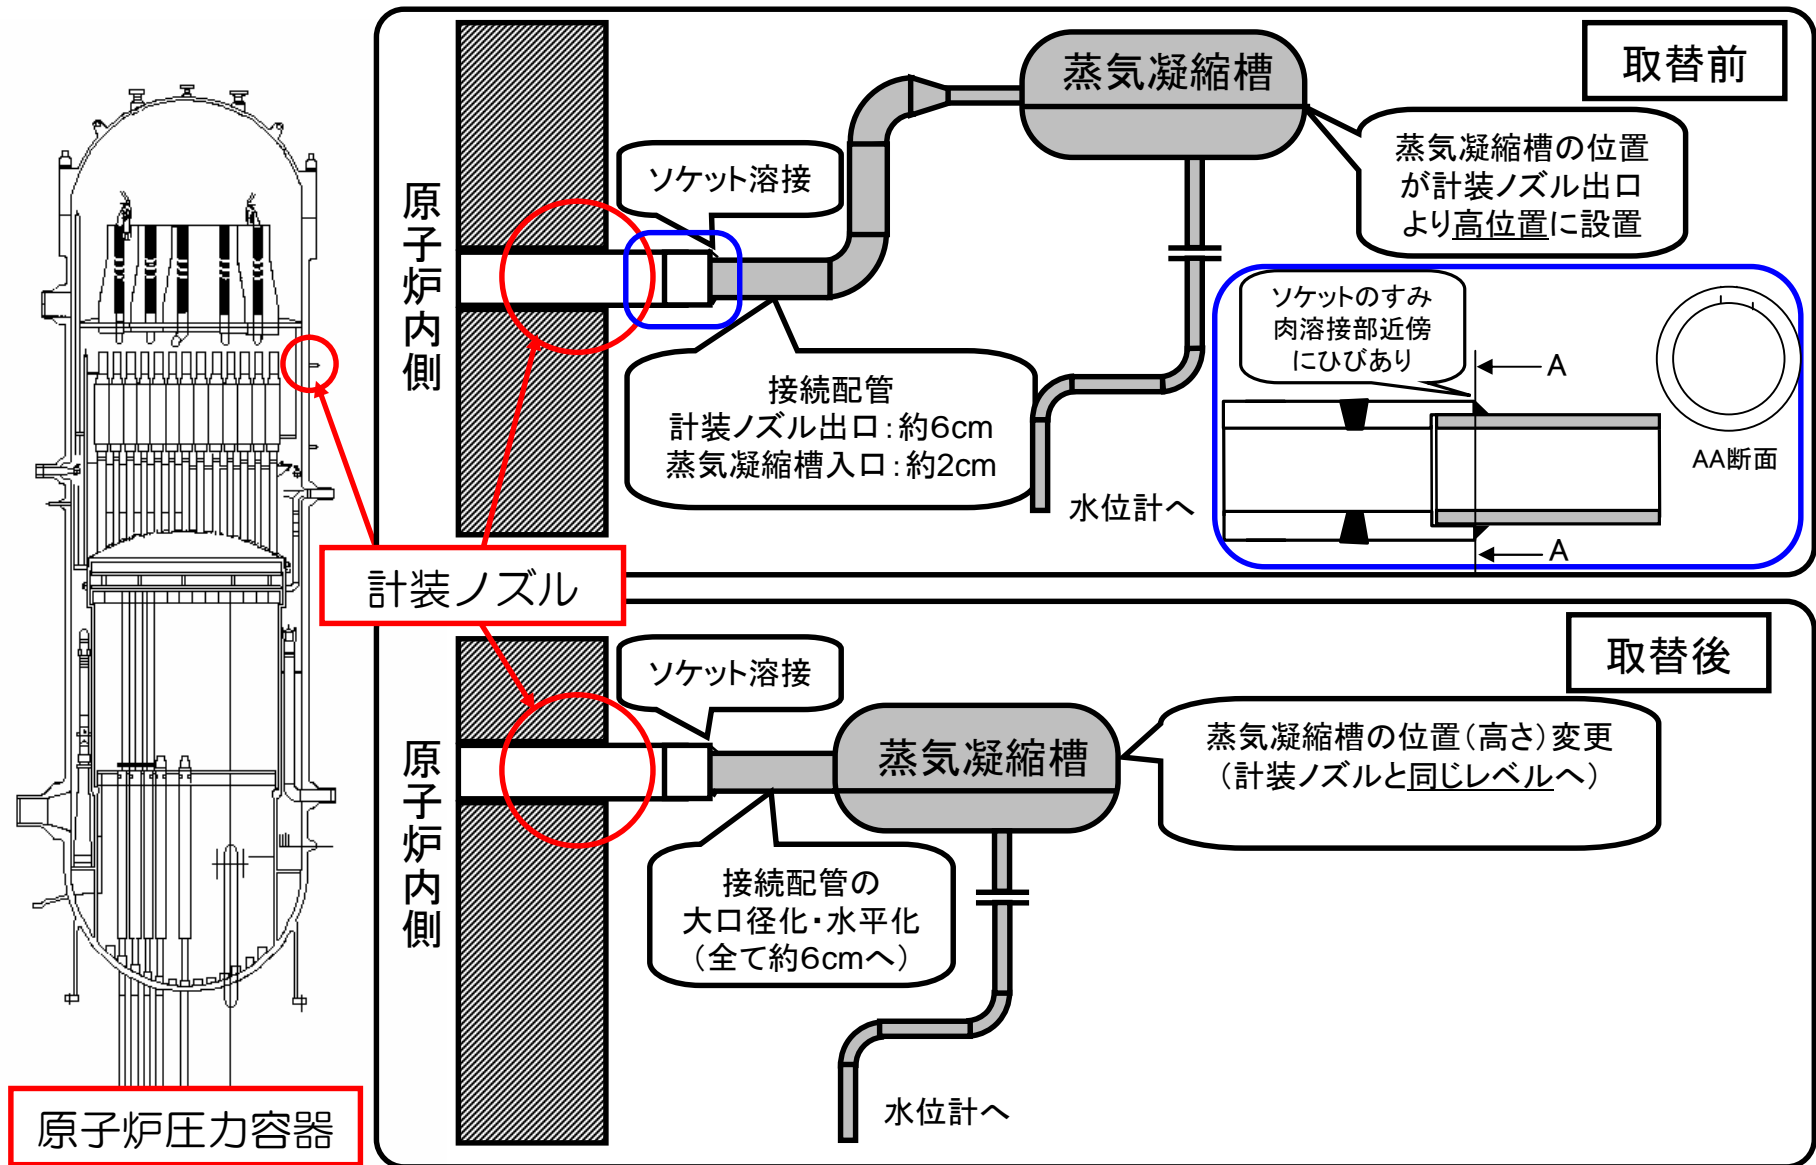 取替前
蒸気凝縮槽
蒸気凝縮槽の位置
が計装ノズル出口
より高位置に設置
ソケット溶接
原子炉内側
接続配管
計装ノズル出口：約6cm
蒸気凝縮槽入口：約2cm
水位計へ
ソケットのすみ
肉溶接部近傍
にひびあり
A
A
AA断面
計装ノズル
取替後
ソケット溶接
原子炉内側
蒸気凝縮槽
蒸気凝縮槽の位置（高さ）変更
（計装ノズルと同じレベルへ）
接続配管の
大口径化・水平化
（全て約6cmへ）
水位計へ
原子炉圧力容器